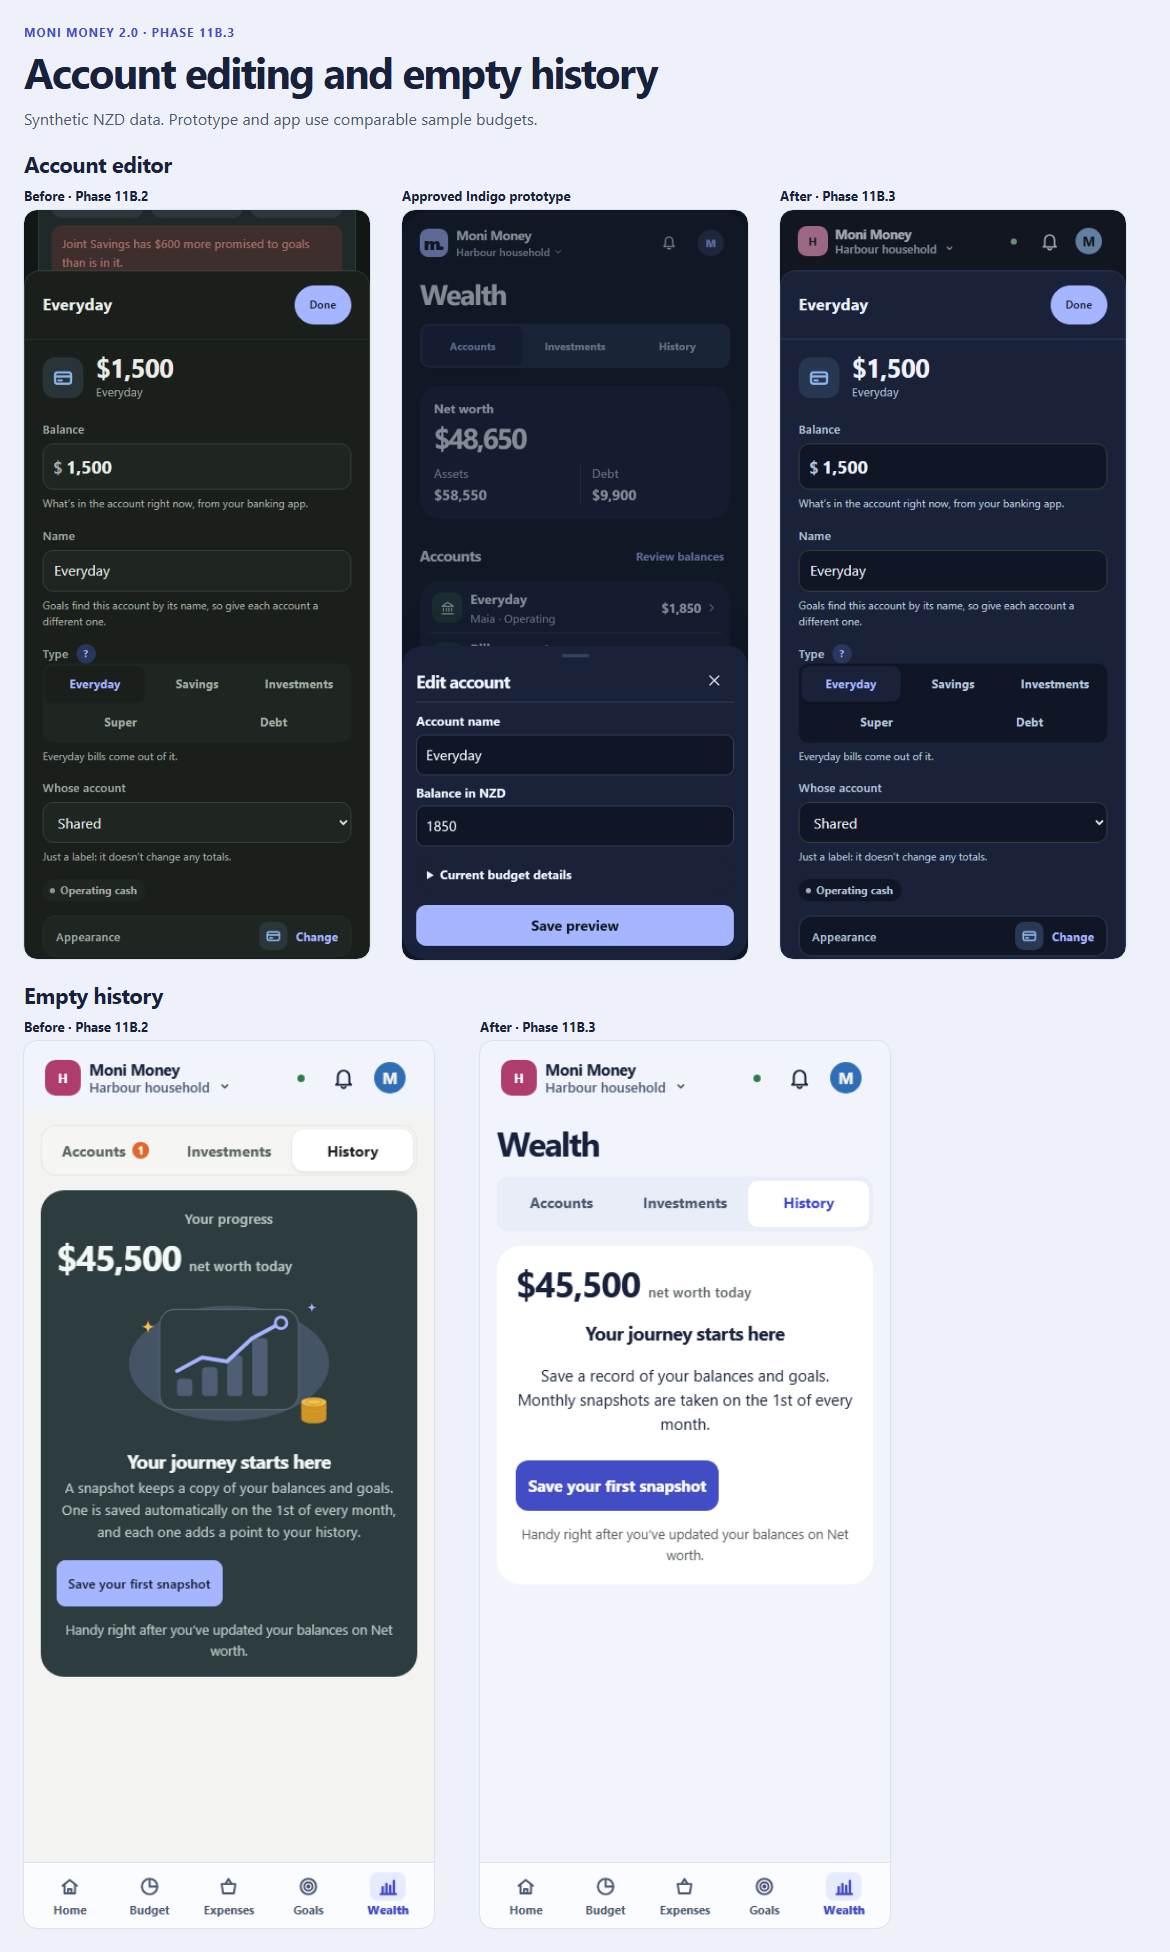 MONI MONEY 2.0 · PHASE 11B.3
Account editing and empty history
Synthetic NZD data. Prototype and app use comparable sample budgets.
Account editor
Before · Phase 11B.2
Joint Savings has $600 more promised to goals
than is in it.
Everyday
Done
$1,500
Everyday
Balance
$ 1,500
What's in the account right now, from your banking app.
Name
Everyday
Goals find this account by its name, so give each account a
different one.
Type ?
Everyday Savings Investments
Super Debt
Everyday bills come out of it.
Whose account
Shared
Just a label: it doesn't change any totals.
Operating cash
Appearance Change
Approved Indigo prototype
m.
Moni Money
Harbour household
M
Wealth
Accounts Investments History
Net worth
$48,650
Assets Debt
$58,550 $9,900
Accounts Review balances
Everyday
Maia · Operating
$1,850
Edit account
Account name
Everyday
Balance in NZD
1850
Current budget details
Save preview
After · Phase 11B.3
H
Moni Money
Harbour household
M
Everyday
Done
$1,500
Everyday
Balance
$ 1,500
What's in the account right now, from your banking app.
Name
Everyday
Goals find this account by its name, so give each account a
different one.
Type ?
Everyday Savings Investments
Super Debt
Everyday bills come out of it.
Whose account
Shared
Just a label: it doesn't change any totals.
Operating cash
Appearance Change
Empty history
Before · Phase 11B.2
H
Moni Money
Harbour household
M
Accounts 1 Investments History
Your progress
$45,500 net worth today
Your journey starts here
A snapshot keeps a copy of your balances and goals.
One is saved automatically on the 1st of every month,
and each one adds a point to your history.
Save your first snapshot
Handy right after you've updated your balances on Net
worth.
Home Budget Expenses Goals Wealth
After · Phase 11B.3
H
Moni Money
Harbour household
M
Wealth
Accounts Investments History
$45,500 net worth today
Your journey starts here
Save a record of your balances and goals.
Monthly snapshots are taken on the 1st of every
month.
Save your first snapshot
Handy right after you've updated your balances on Net
worth.
Home Budget Expenses Goals Wealth